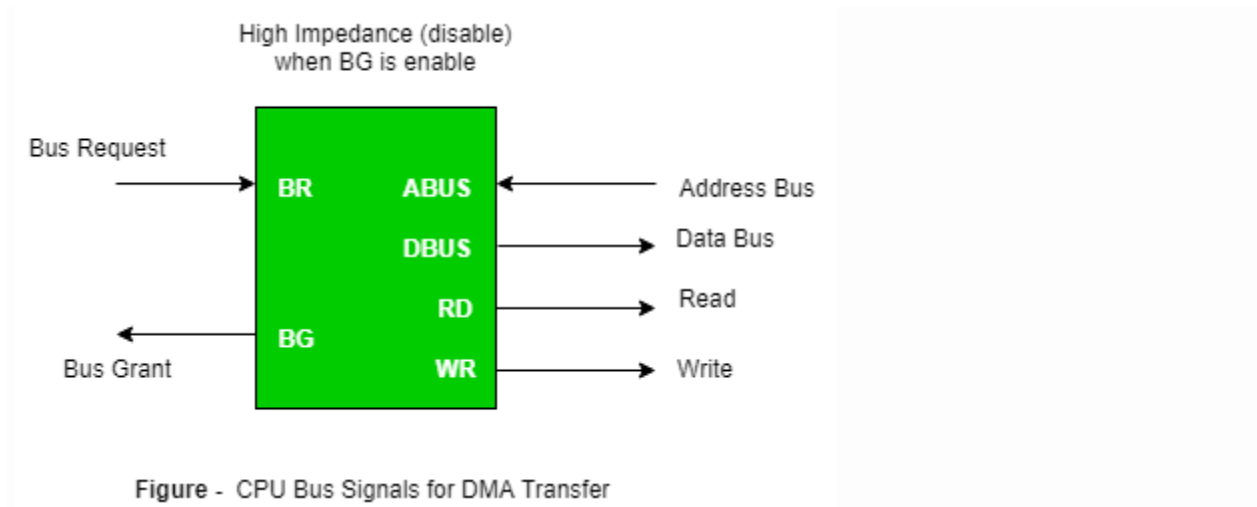 High Impedance (disable)
when BG is enable
Bus Request
BR
ABUS
Address Bus
DBUS
Data Bus
RD
Read
BG
Bus Grant
WR
Write
Figure - CPU Bus Signals for DMA Transfer